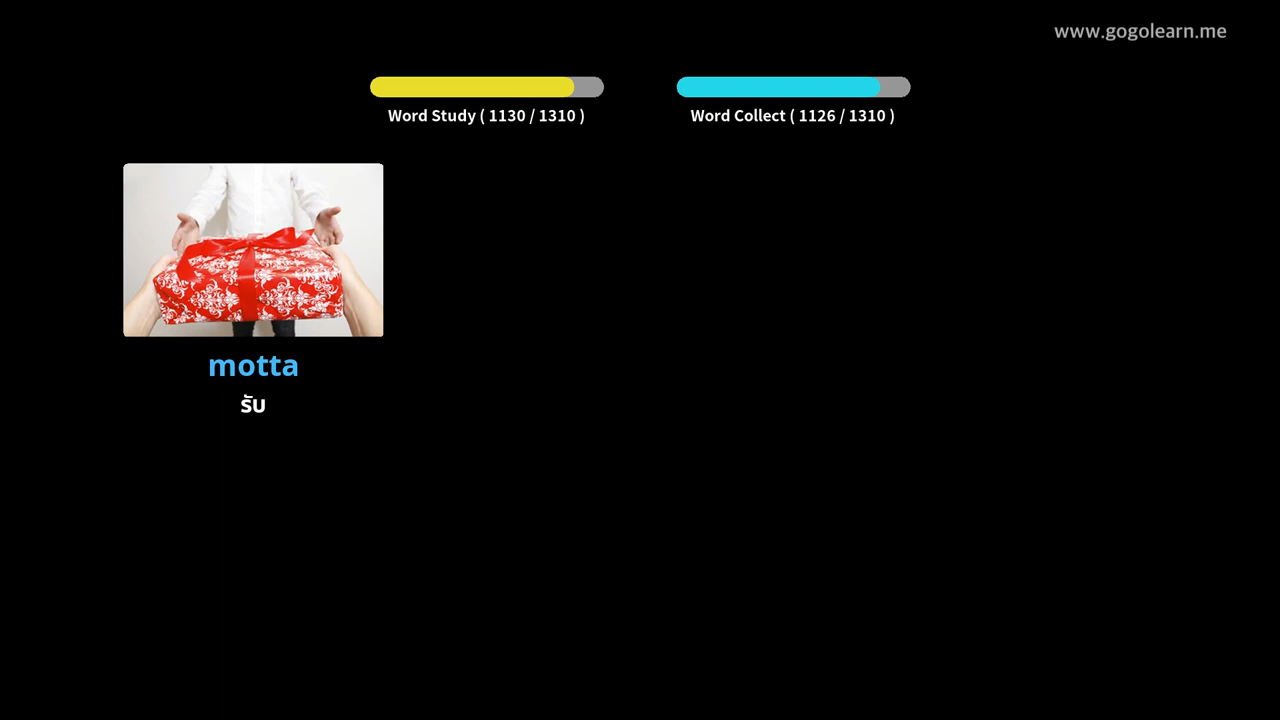 www.gogolearn.me
Word Study ( 1130 / 1310 )
Word Collect ( 1126 / 1310 )
motta
รับ